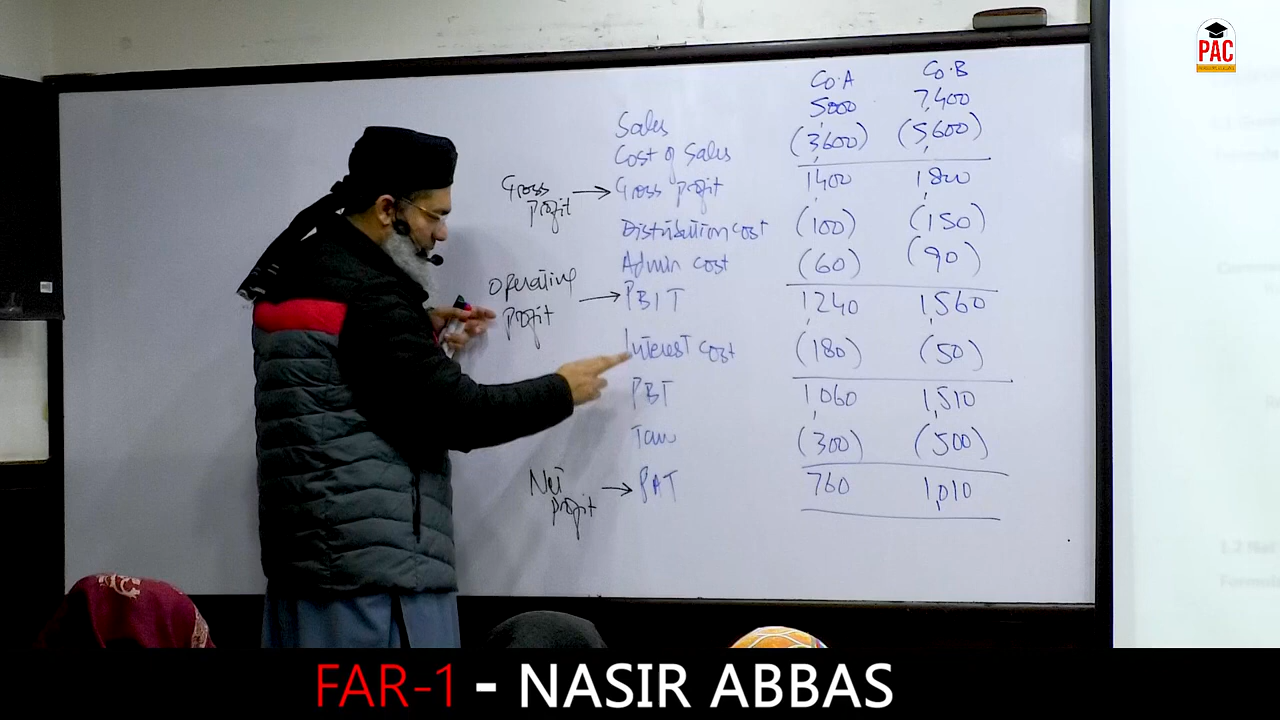 PAC
Co.A Co.B
Sales 5,000 7,400
Cost of Sales (3,600) (5,600)
Gross Profit → Gross profit 1,400 1,800
Distribution cost (100) (150)
Admin cost (60) (90)
Operating Profit → PBIT 1,240 1,560
Interest cost (180) (50)
PBT 1,060 1,510
Tax (300) (500)
Net Profit → PAT 760 1,010
FAR-1 - NASIR ABBAS